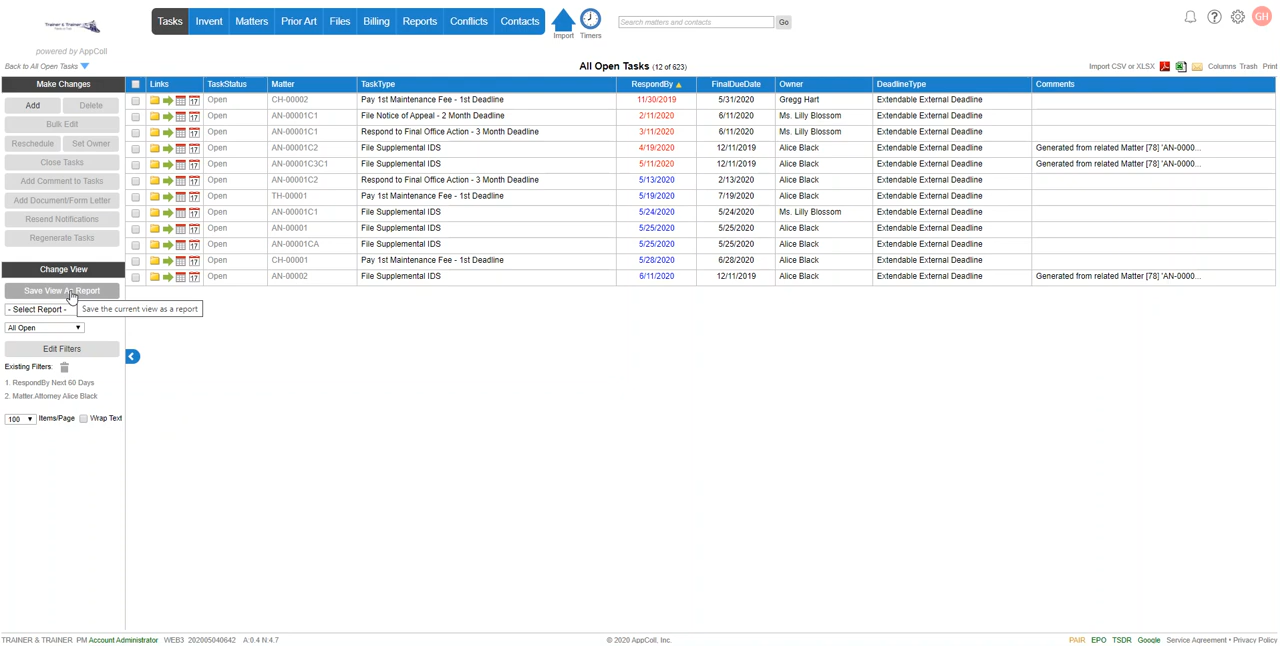 Trainer & Trainer
powered by AppColl
Tasks Invent Matters Prior Art Files Billing Reports Conflicts Contacts Import Timers Search matters and contacts Go GH
Back to All Open Tasks All Open Tasks (12 of 623) Import CSV or XLSX Columns Trash Print
Make Changes Links TaskStatus Matter TaskType RespondBy FinalDueDate Owner DeadlineType Comments
Add Delete
Bulk Edit
Reschedule Set Owner
Close Tasks
Add Comment to Tasks
Add Document/Form Letter
Resend Notifications
Regenerate Tasks
17 Open CH-00002 Pay 1st Maintenance Fee - 1st Deadline 11/30/2019 5/31/2020 Gregg Hart Extendable External Deadline
17 Open AN-00001C1 File Notice of Appeal - 2 Month Deadline 2/11/2020 6/11/2020 Ms. Lilly Blossom Extendable External Deadline
17 Open AN-00001C1 Respond to Final Office Action - 3 Month Deadline 3/11/2020 6/11/2020 Ms. Lilly Blossom Extendable External Deadline
17 Open AN-00001C2 File Supplemental IDS 4/19/2020 12/11/2019 Alice Black Extendable External Deadline Generated from related Matter [78] 'AN-0000...
17 Open AN-00001C3C1 File Supplemental IDS 5/11/2020 12/11/2019 Alice Black Extendable External Deadline Generated from related Matter [78] 'AN-0000...
17 Open AN-00001C2 Respond to Final Office Action - 3 Month Deadline 5/13/2020 6/13/2020 Alice Black Extendable External Deadline
17 Open TH-00001 Pay 1st Maintenance Fee - 1st Deadline 5/19/2020 7/19/2020 Alice Black Extendable External Deadline
17 Open AN-00001C1 File Supplemental IDS 5/24/2020 5/24/2020 Ms. Lilly Blossom Extendable External Deadline
17 Open AN-00001 File Supplemental IDS 5/25/2020 5/25/2020 Alice Black Extendable External Deadline
17 Open AN-00001CA File Supplemental IDS 5/25/2020 5/25/2020 Alice Black Extendable External Deadline
17 Open CH-00001 Pay 1st Maintenance Fee - 1st Deadline 5/28/2020 6/28/2020 Alice Black Extendable External Deadline
17 Open AN-00002 File Supplemental IDS 6/11/2020 12/11/2019 Alice Black Extendable External Deadline Generated from related Matter [78] 'AN-0000...
Change View
Save View As Report
- Select Report - Save the current view as a report
All Open
Edit Filters
Existing Filters:
1. RespondBy Next 60 Days
2. Matter.Attorney Alice Black
100 Items/Page Wrap Text
TRAINER & TRAINER PM Account Administrator WEB3 202005040642 A:0.4 N:4.7 © 2020 AppColl, Inc. PAIR EPO TSDR Google Service Agreement • Privacy Policy